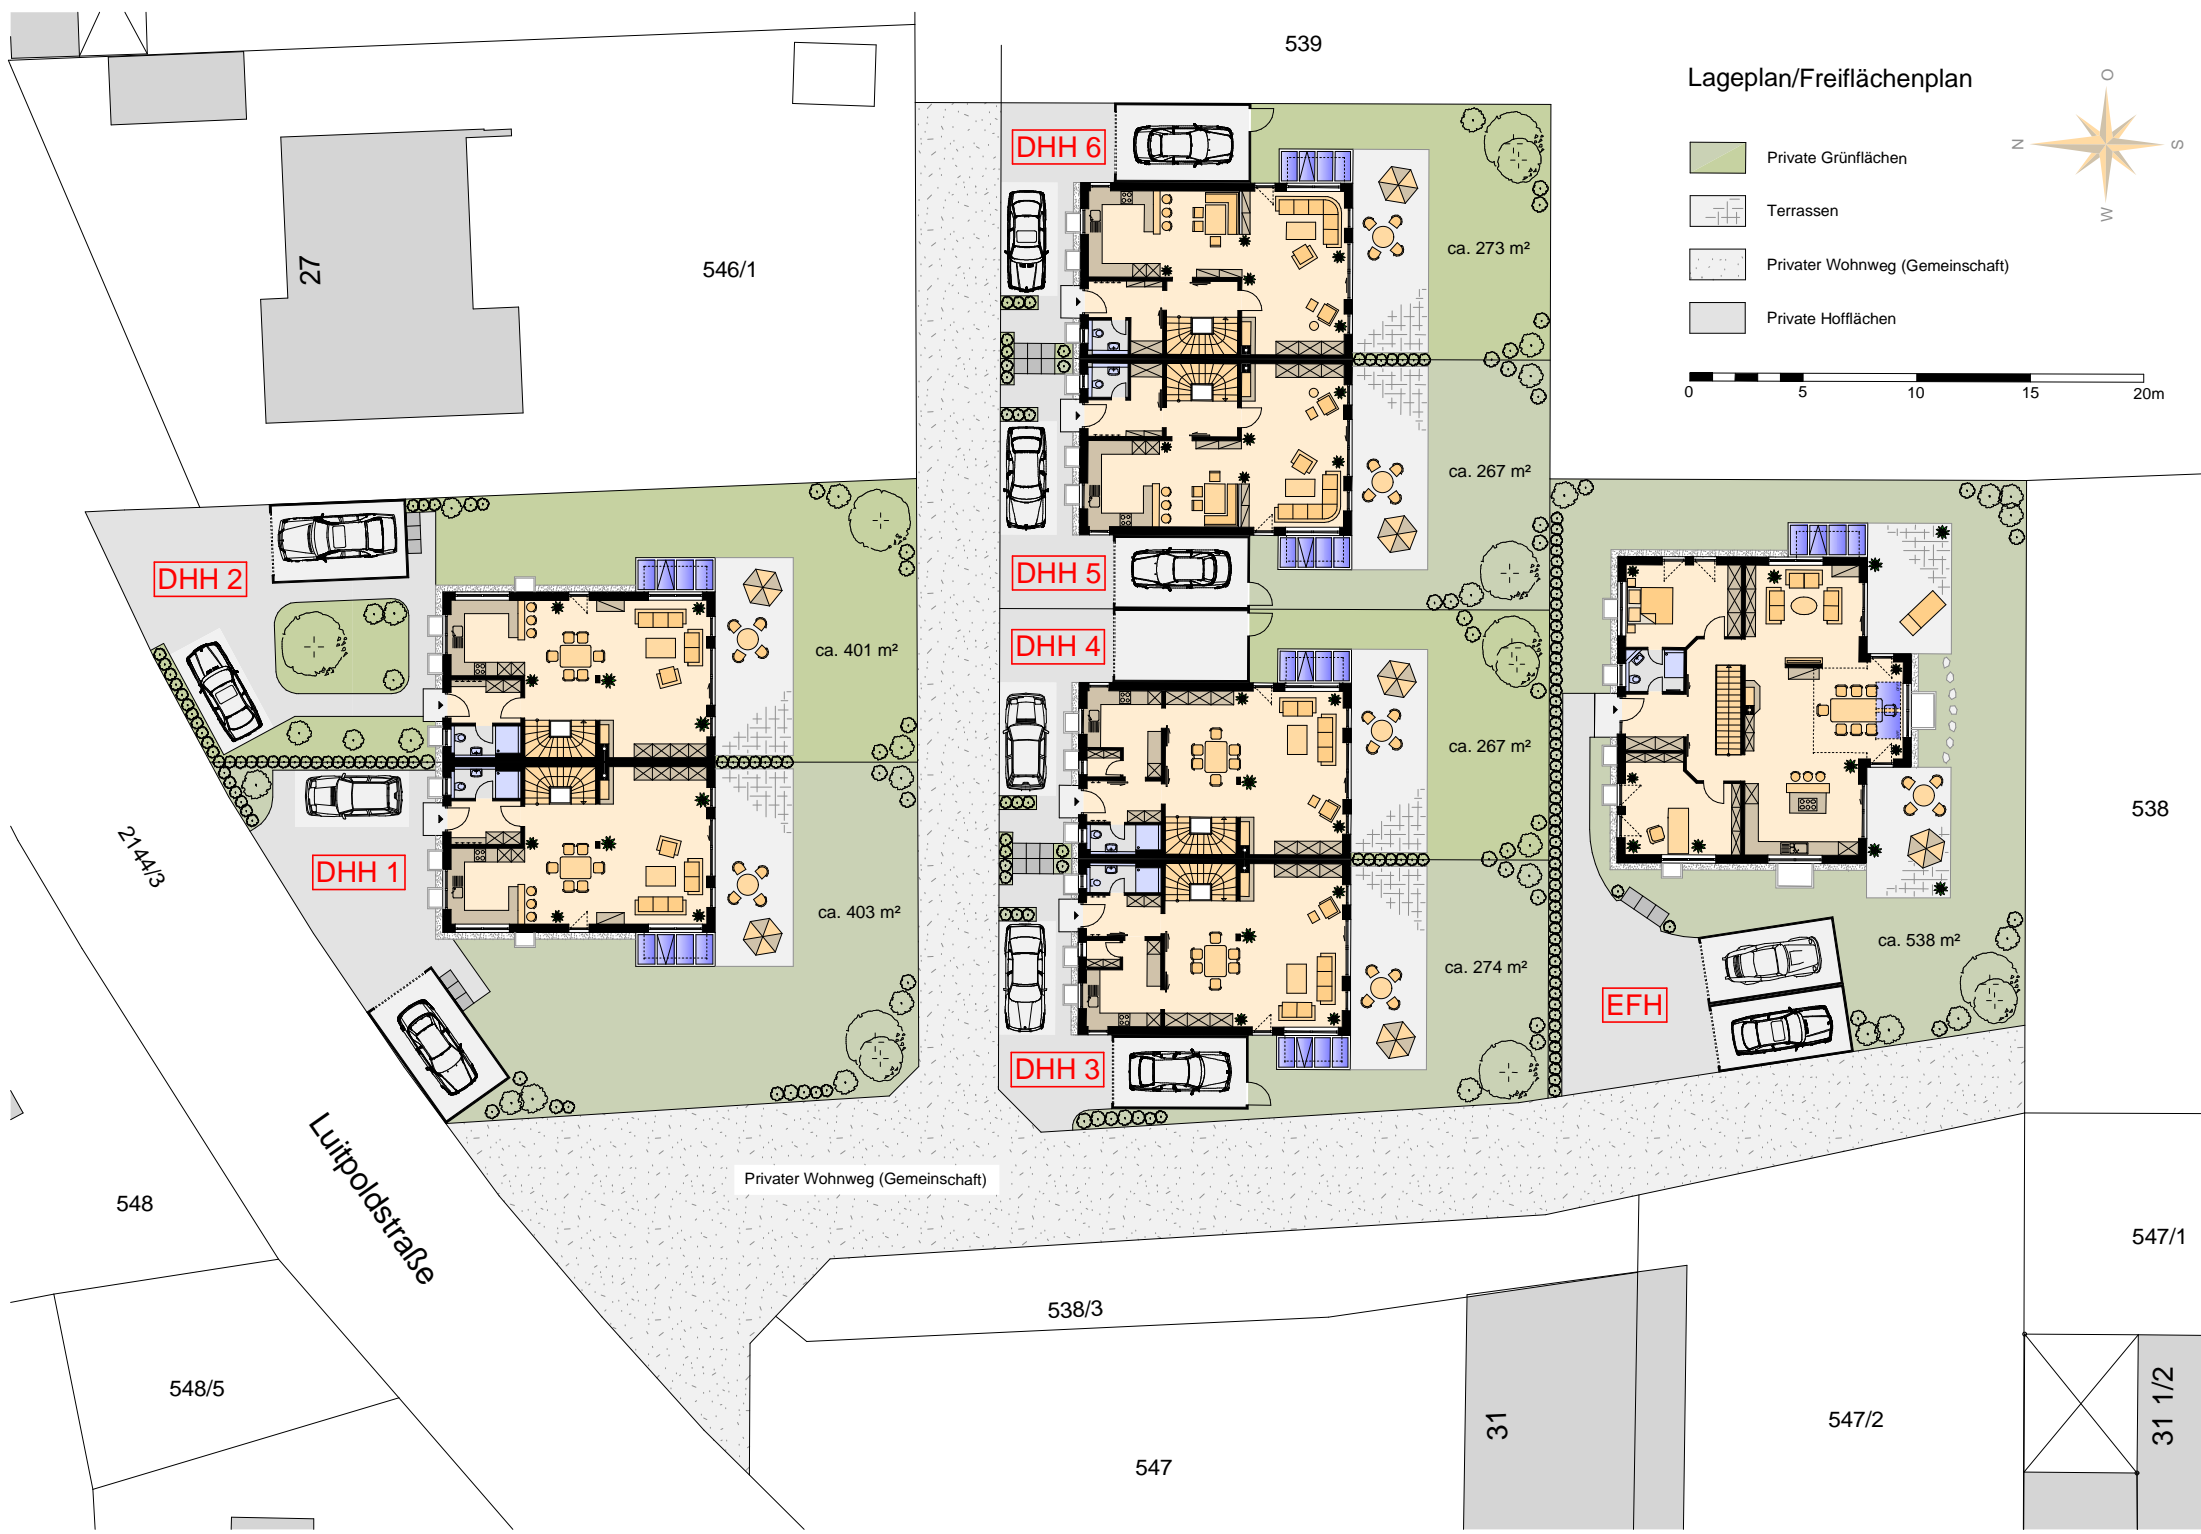 539
Lageplan/Freiflächenplan
O
N
S
W
Private Grünflächen
Terrassen
Privater Wohnweg (Gemeinschaft)
Private Hofflächen
0
5
10
15
20m
27
546/1
DHH 6
ca. 273 m²
ca. 267 m²
DHH 5
DHH 4
ca. 267 m²
ca. 274 m²
DHH 3
DHH 2
ca. 401 m²
DHH 1
ca. 403 m²
2144/3
538
ca. 538 m²
EFH
Luitpoldstraße
Privater Wohnweg (Gemeinschaft)
548
547/1
538/3
548/5
31
547/2
31 1/2
547